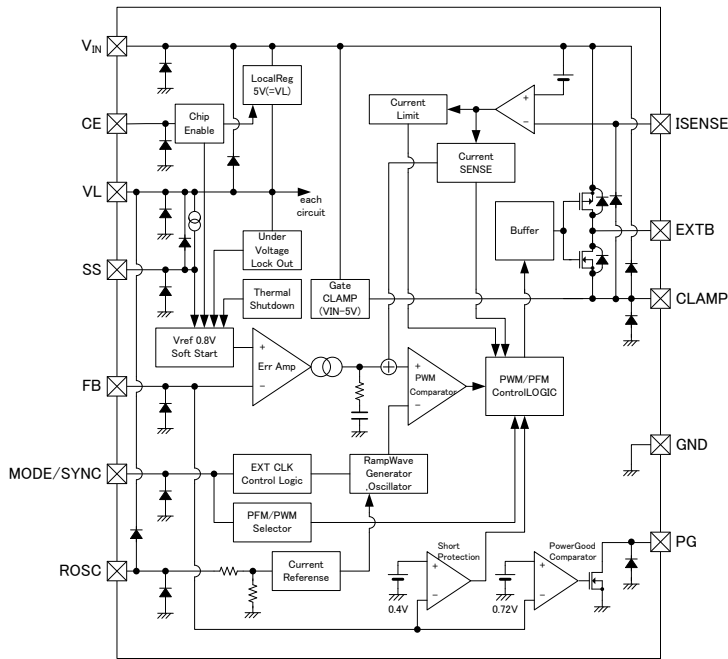 VIN
LocalReg
5V(=VL)
CE
Chip
Enable
Current
Limit
+
−
ISENSE
Current
SENSE
VL
each
circuit
Buffer
EXTB
Under
Voltage
Lock Out
SS
Thermal
Shutdown
Gate
CLAMP
(VIN-5V)
CLAMP
Vref 0.8V
Soft Start
+
Err Amp
−
+
PWM
Comparator
−
PWM/PFM
ControlLOGIC
FB
GND
MODE/SYNC
EXT CLK
Control Logic
RampWave
Generator
,Oscillator
PFM/PWM
Selector
Short
Protection
PowerGood
Comparator
PG
ROSC
Current
Referense
+
−
0.4V
+
−
0.72V